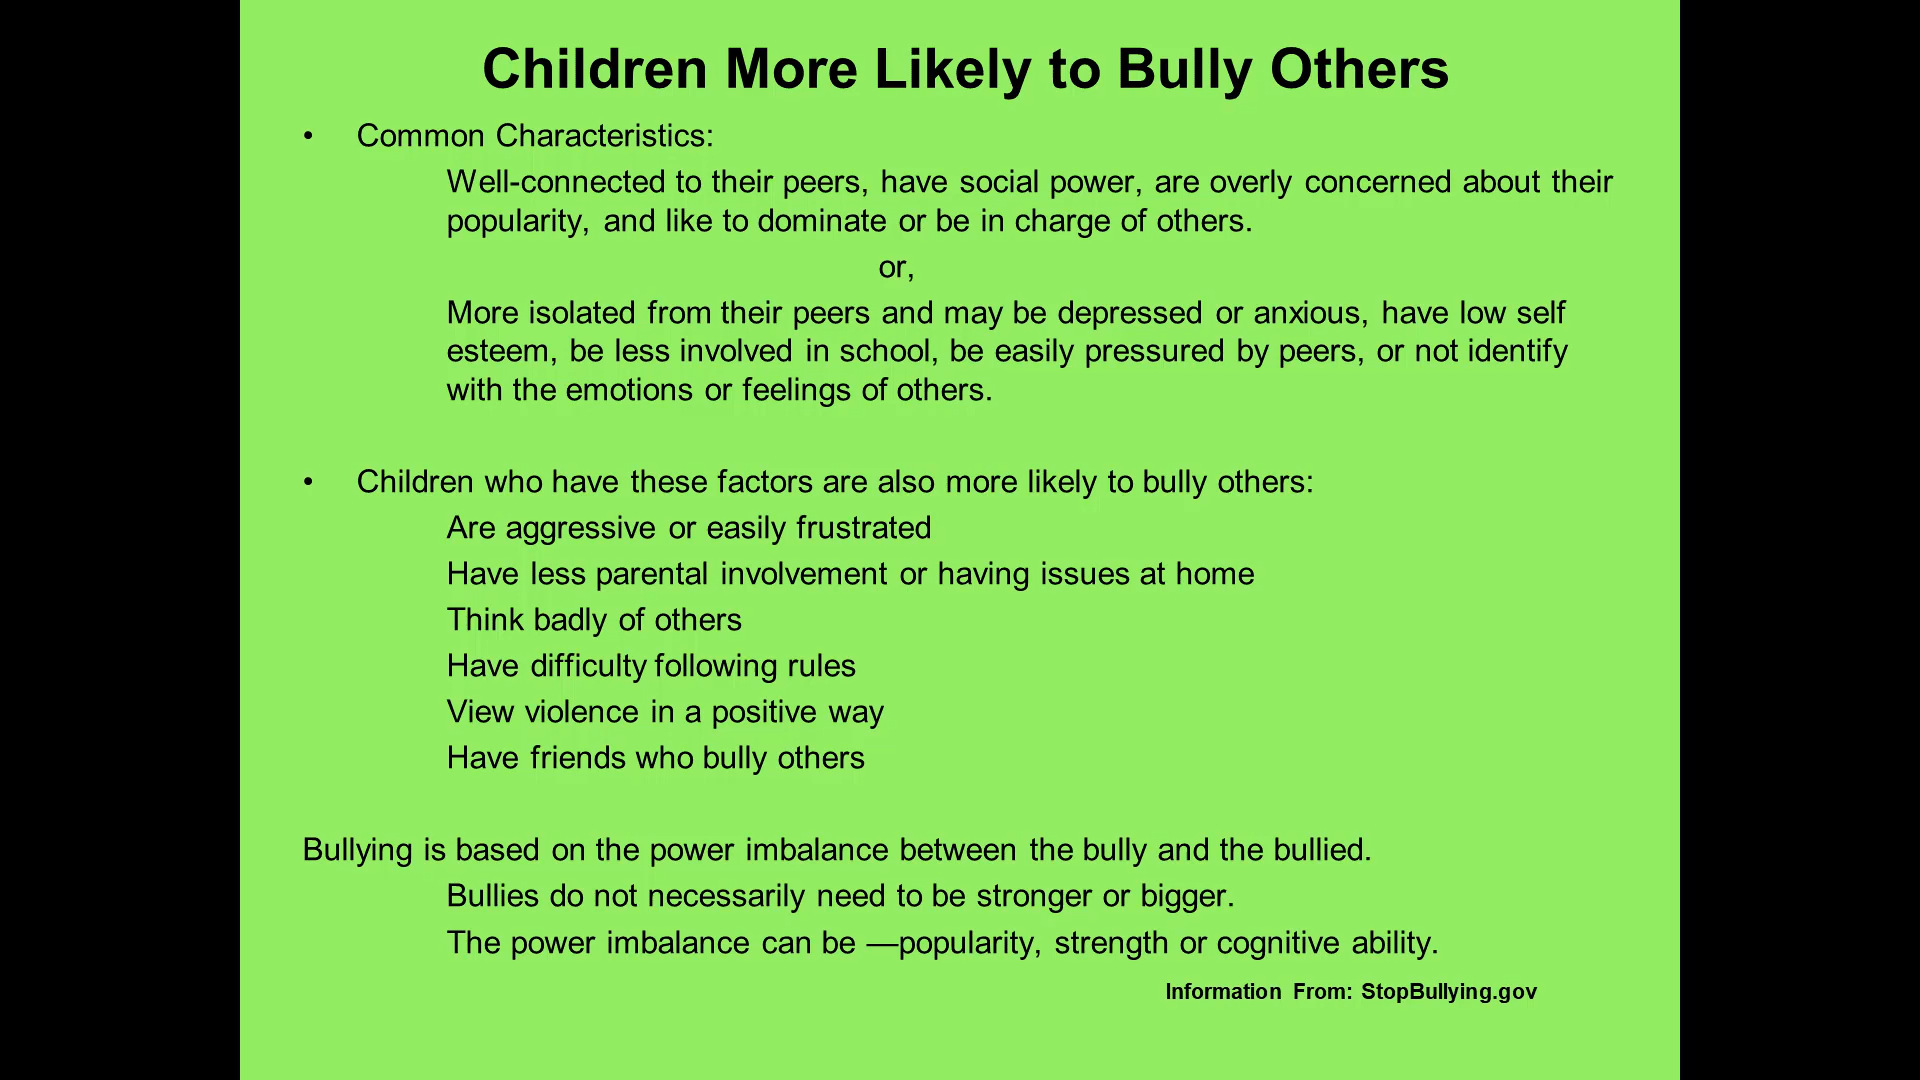 Children More Likely to Bully Others
• Common Characteristics:
Well-connected to their peers, have social power, are overly concerned about their
popularity, and like to dominate or be in charge of others.
or,
More isolated from their peers and may be depressed or anxious, have low self
esteem, be less involved in school, be easily pressured by peers, or not identify
with the emotions or feelings of others.
• Children who have these factors are also more likely to bully others:
Are aggressive or easily frustrated
Have less parental involvement or having issues at home
Think badly of others
Have difficulty following rules
View violence in a positive way
Have friends who bully others
Bullying is based on the power imbalance between the bully and the bullied.
Bullies do not necessarily need to be stronger or bigger.
The power imbalance can be —popularity, strength or cognitive ability.
Information From: StopBullying.gov